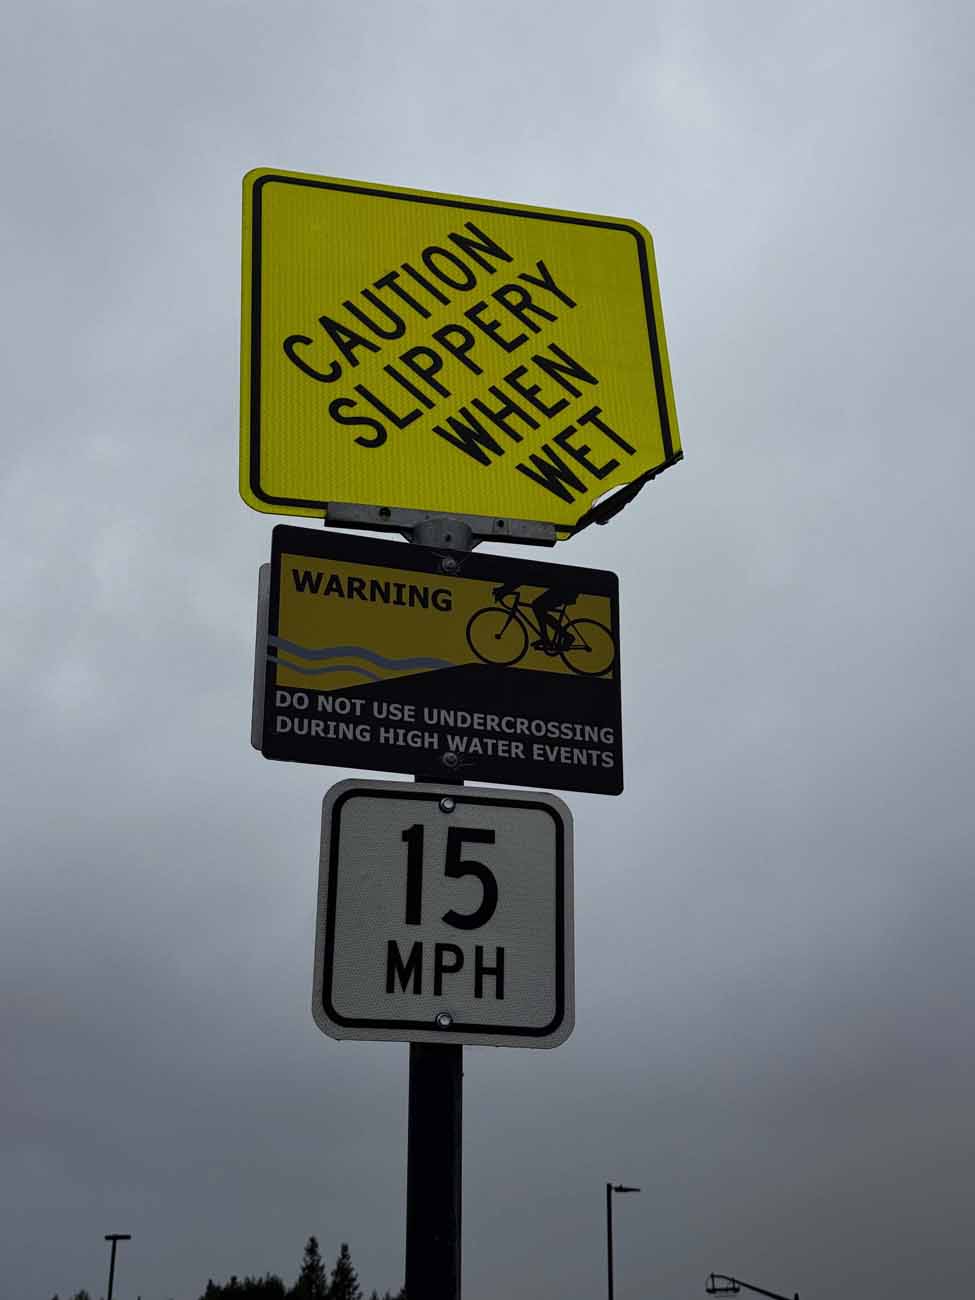 CAUTION
SLIPPERY
WHEN
WET
WARNING
DO NOT USE UNDERCROSSING
DURING HIGH WATER EVENTS
15
MPH